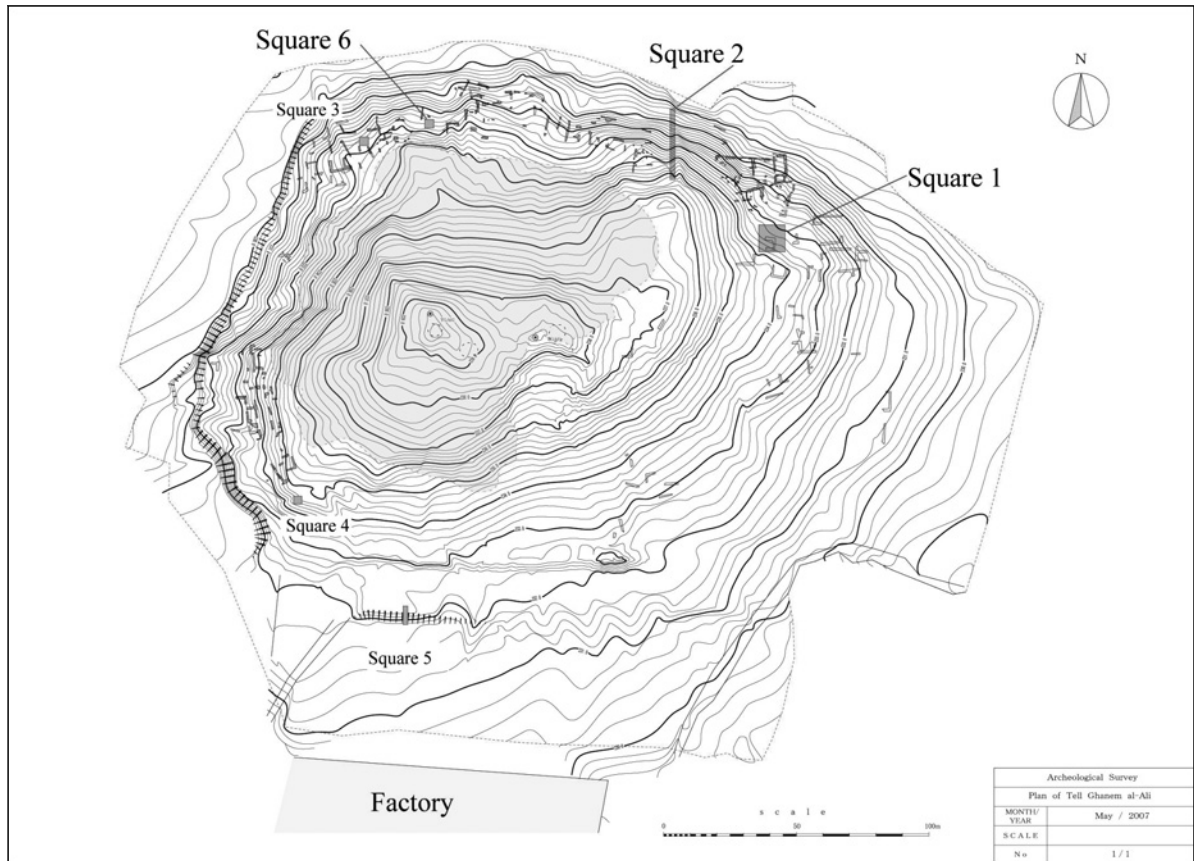 Square 6
Square 2
N
Square 3
Square 1
Square 4
Square 5
Factory
scale
0 50 100m
Archeological Survey
Plan of Tell Ghanem al-Ali
MONTH/YEAR May / 2007
SCALE
No 1/1